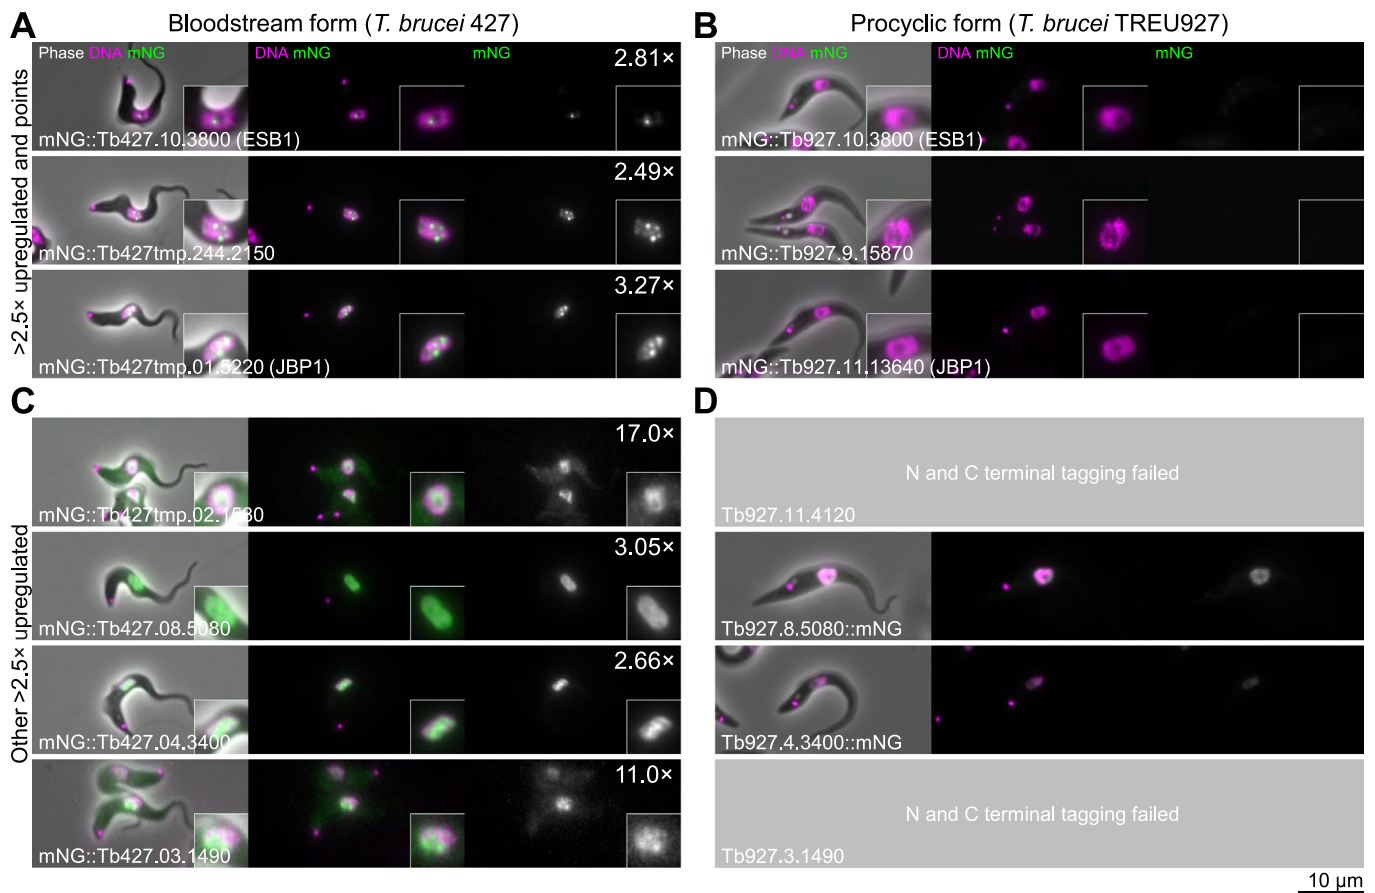 A Bloodstream form (T. brucei 427)
B Procyclic form (T. brucei TREU927)
>2.5× upregulated and points
Phase DNA mNG
DNA mNG
mNG
2.81×
mNG::Tb427.10.3800 (ESB1)
Phase DNA mNG
DNA mNG
mNG
mNG::Tb927.10.3800 (ESB1)
2.49×
mNG::Tb427tmp.244.2150
mNG::Tb927.9.15870
3.27×
mNG::Tb427tmp.01.5220 (JBP1)
mNG::Tb927.11.13640 (JBP1)
C
D
Other >2.5× upregulated
17.0×
mNG::Tb427tmp.02.1530
N and C terminal tagging failed
Tb927.11.4120
3.05×
mNG::Tb427.08.5080
Tb927.8.5080::mNG
2.66×
mNG::Tb427.04.3400
Tb927.4.3400::mNG
11.0×
mNG::Tb427.03.1490
N and C terminal tagging failed
Tb927.3.1490
10 µm